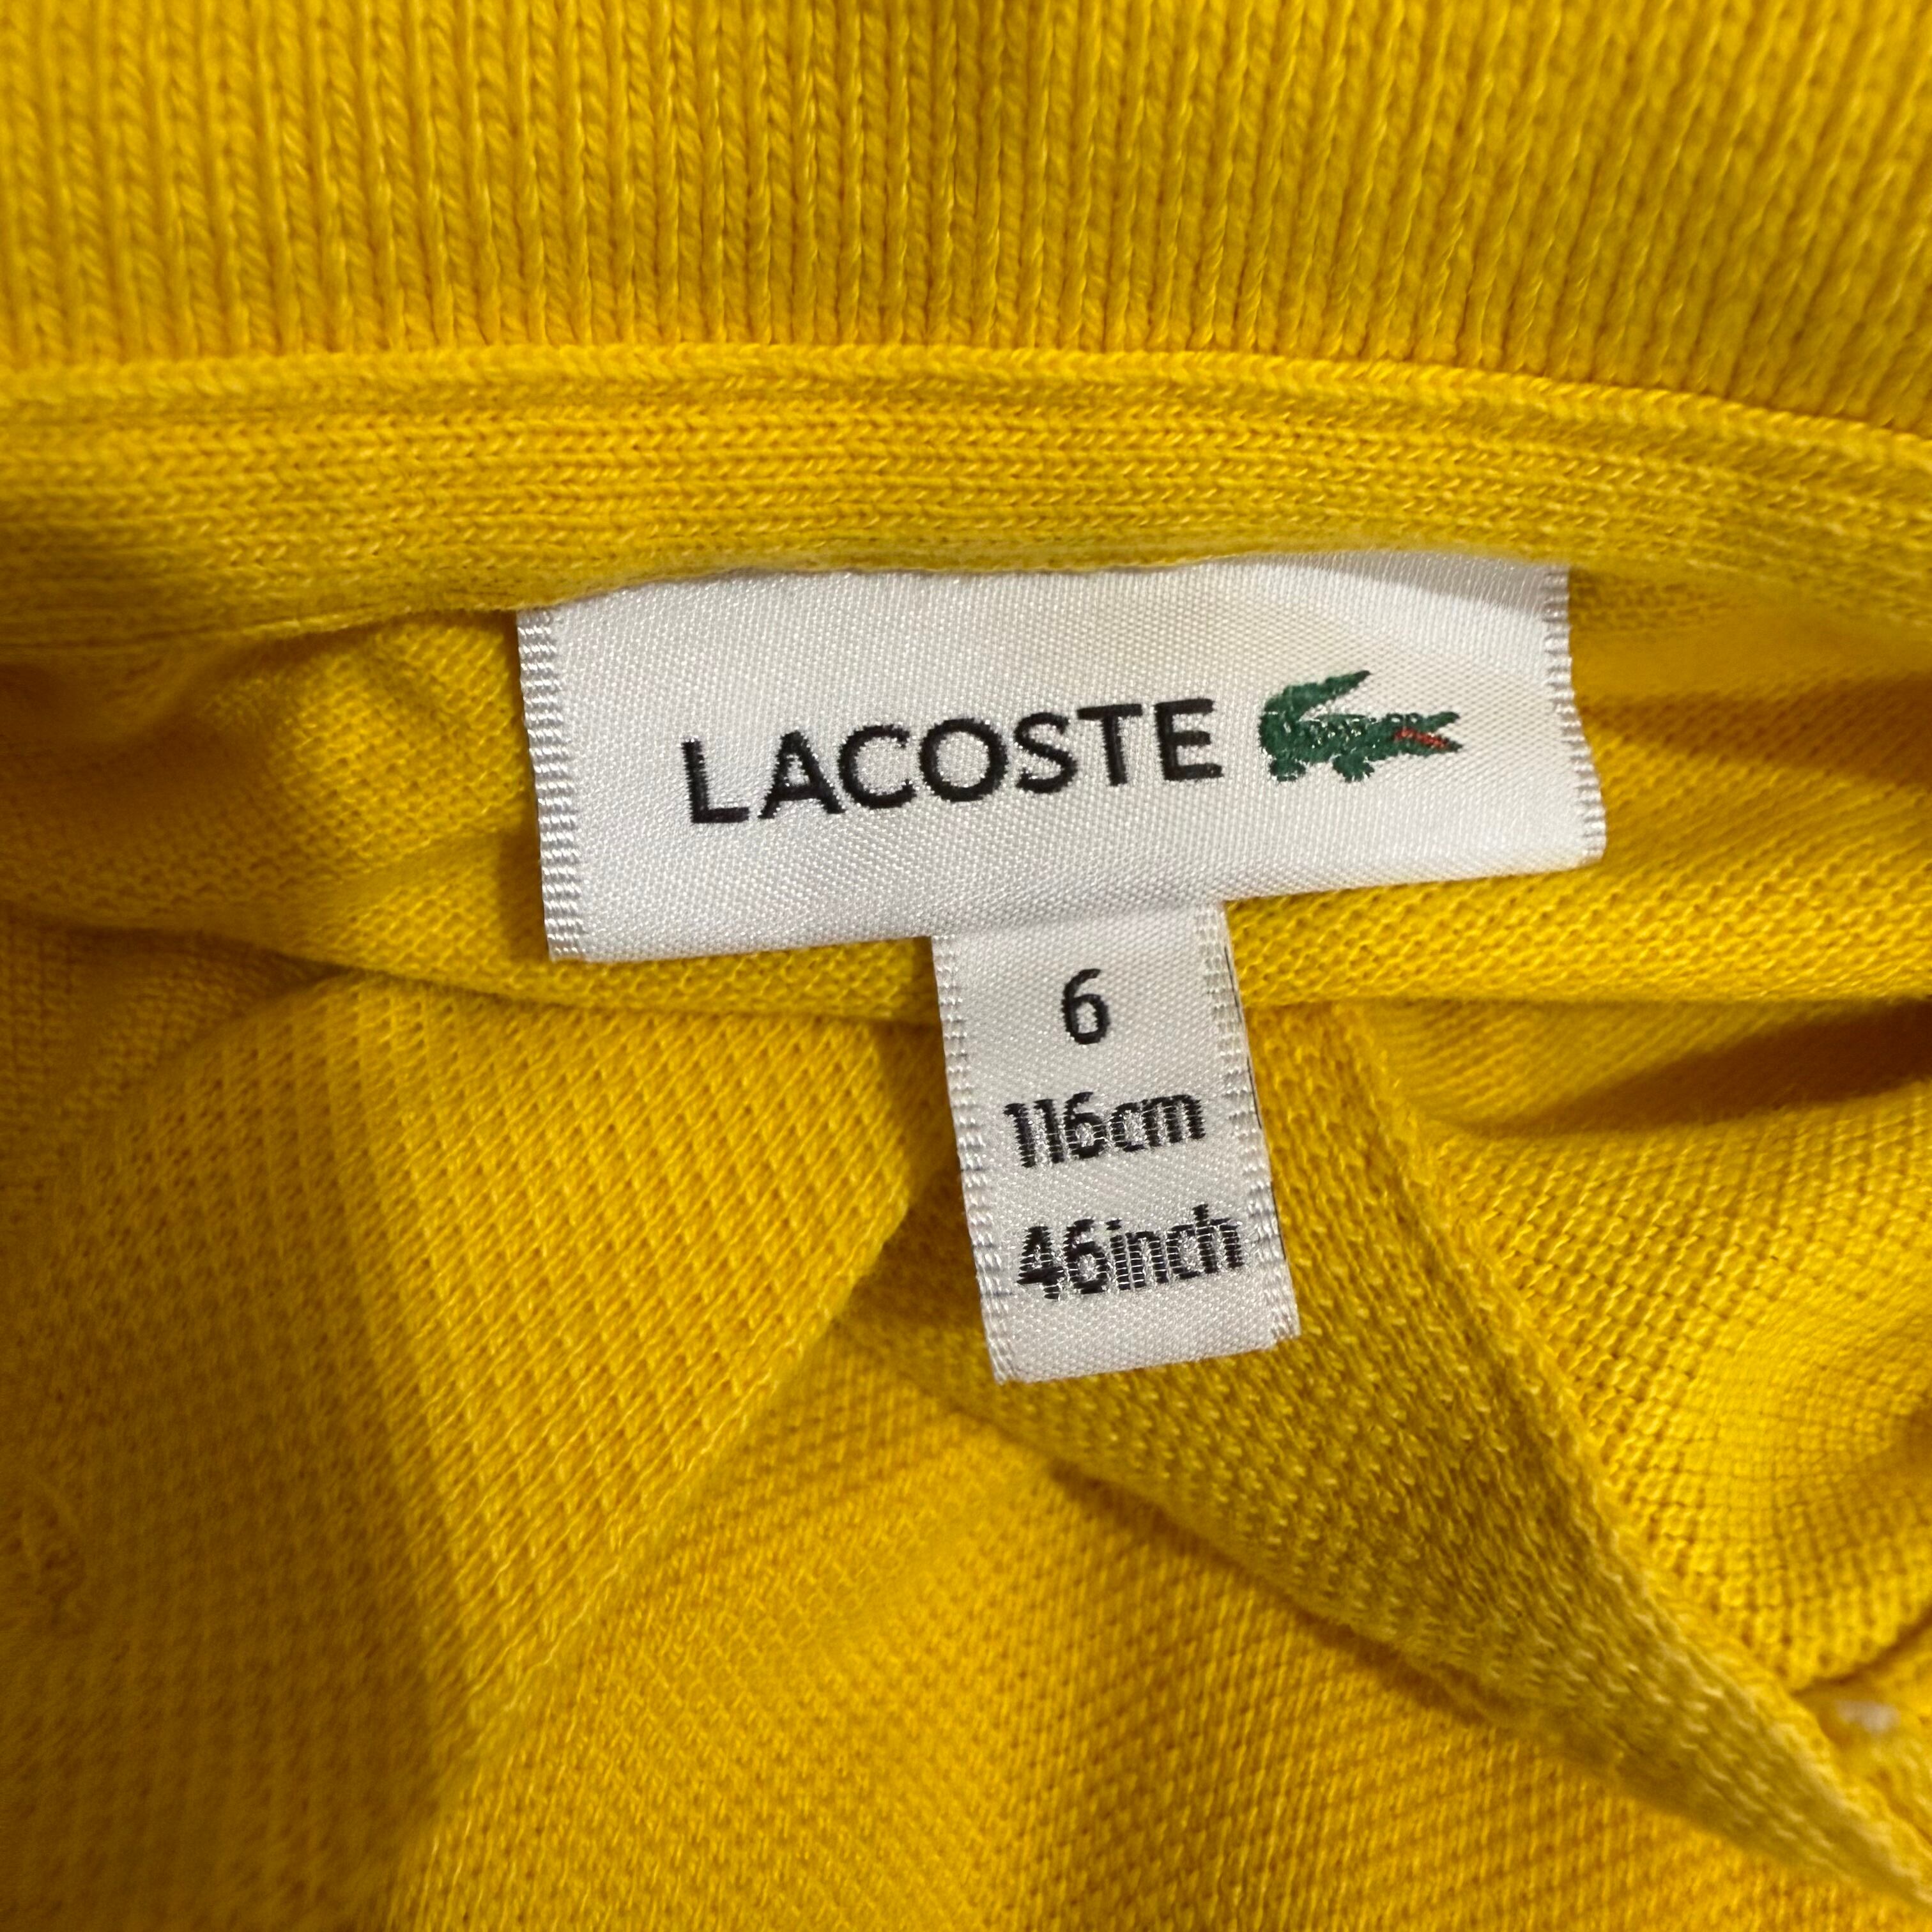 LACOSTE
6
116cm
46inch